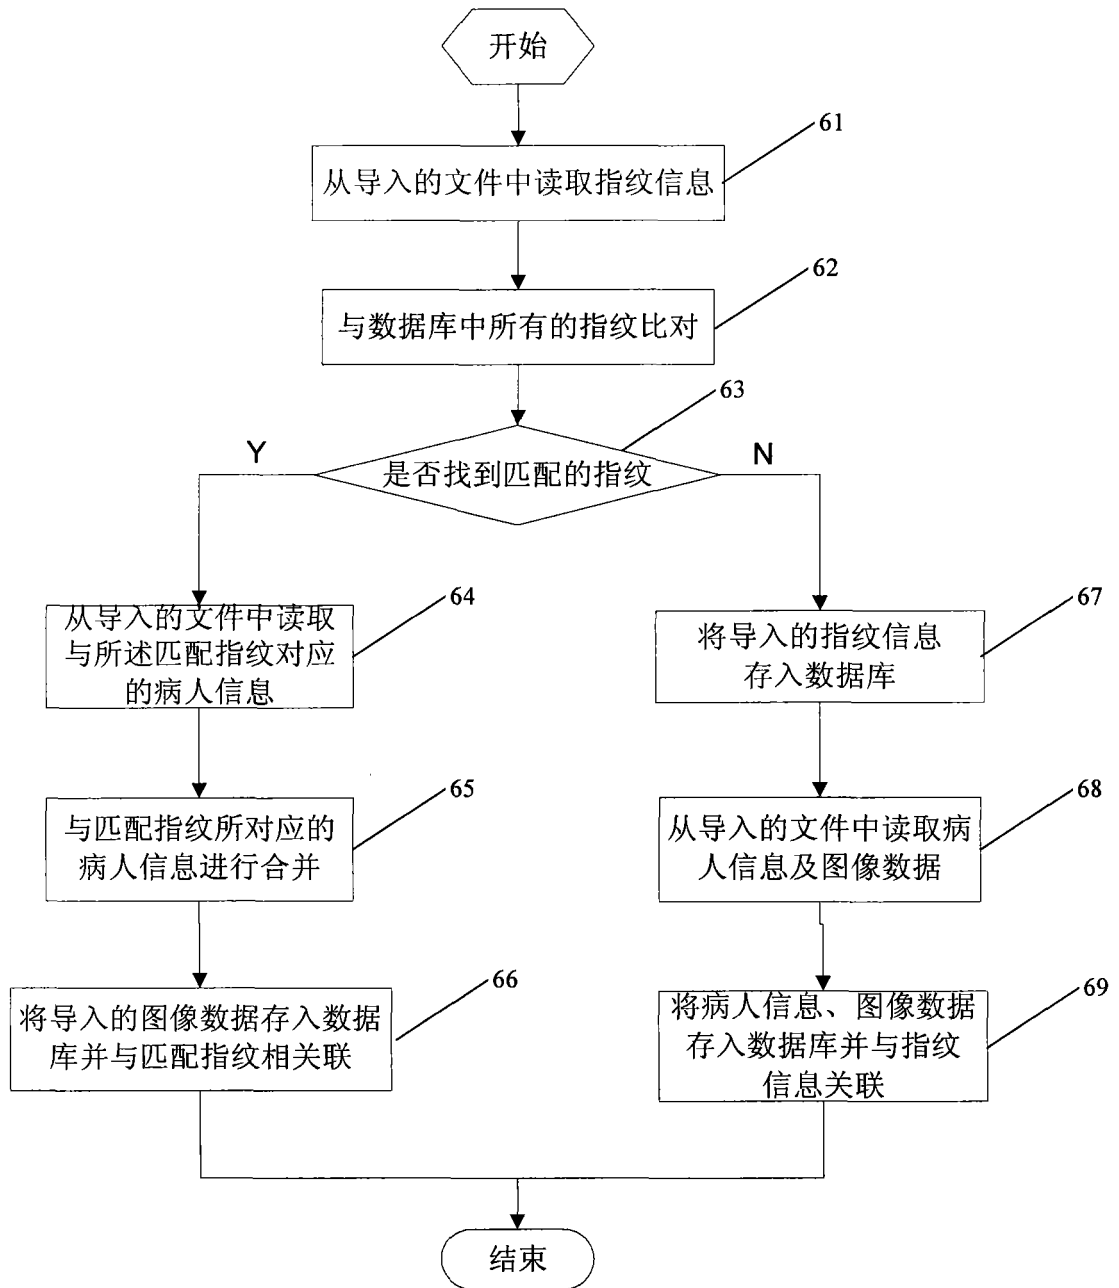 开始
61
从导入的文件中读取指纹信息
62
与数据库中所有的指纹比对
63
Y
是否找到匹配的指纹
N
64
从导入的文件中读取
与所述匹配指纹对应
的病人信息
67
将导入的指纹信息
存入数据库
65
与匹配指纹所对应的
病人信息进行合并
68
从导入的文件中读取病
人信息及图像数据
66
将导入的图像数据存入数据
库并与匹配指纹相关联
69
将病人信息、图像数据
存入数据库并与指纹
信息关联
结束